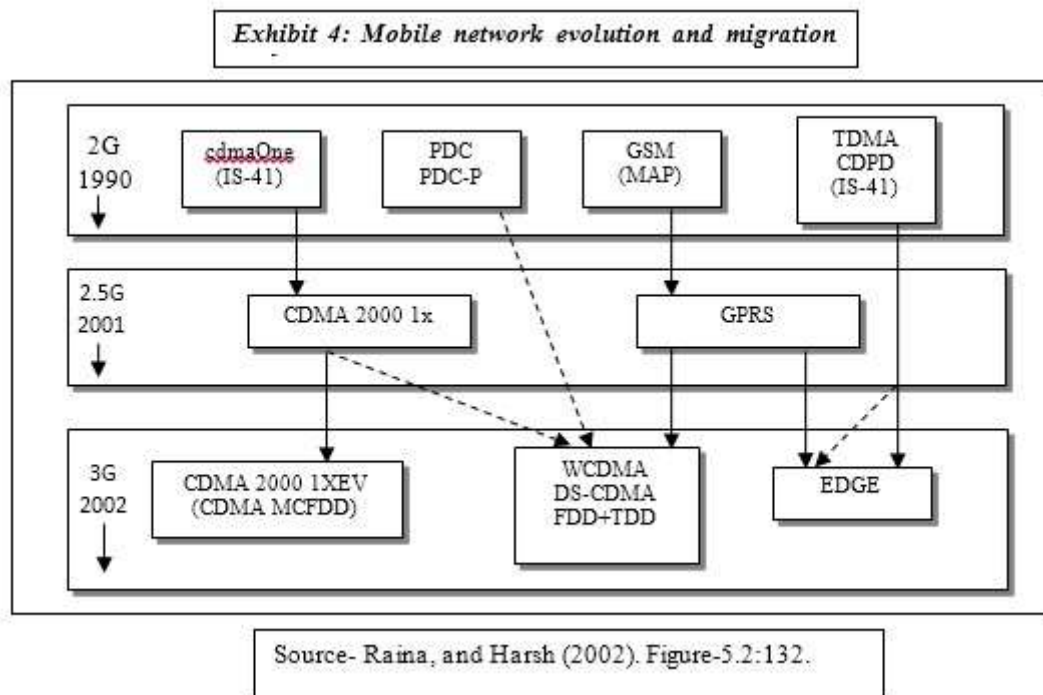 Exhibit 4: Mobile network evolution and migration
2G
1990
cdmaOne
(IS-41)
PDC
PDC-P
GSM
(MAP)
TDMA
CDPD
(IS-41)
2.5G
2001
CDMA 2000 1x
GPRS
3G
2002
CDMA 2000 1XEV
(CDMA MCFDD)
WCDMA
DS-CDMA
FDD+TDD
EDGE
Source- Raina, and Harsh (2002). Figure-5.2:132.